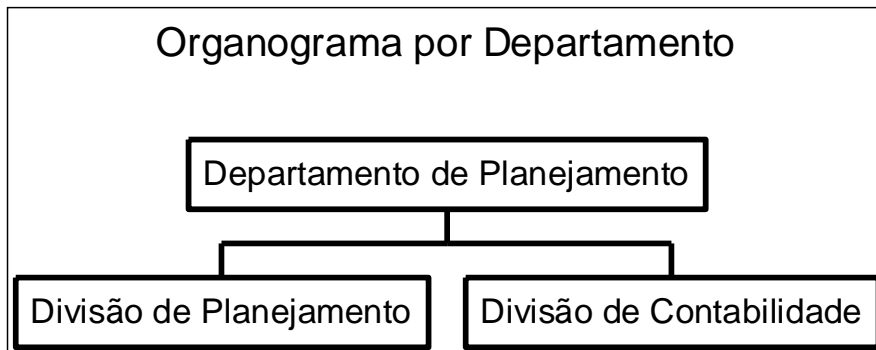 Organograma por Departamento
Departamento de Planejamento
Divisão de Planejamento
Divisão de Contabilidade